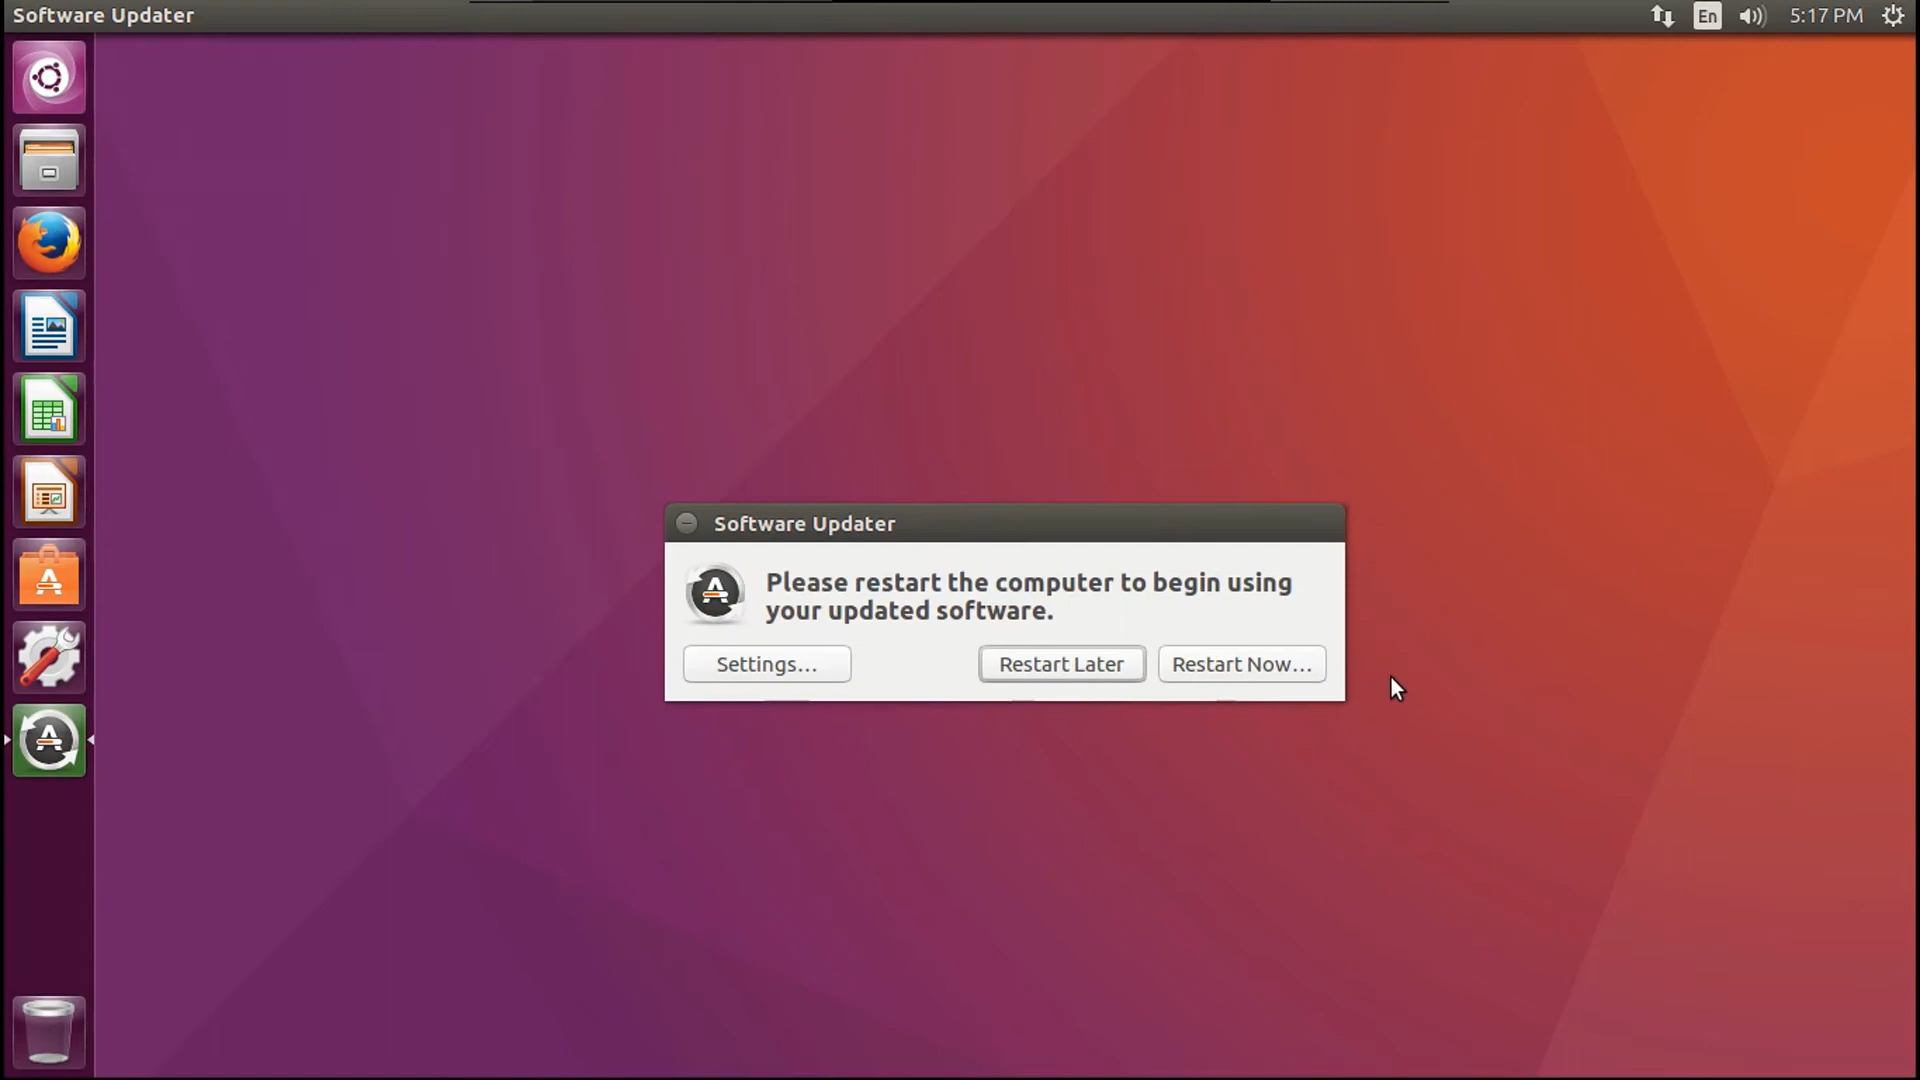 Software Updater
En
5:17 PM
Software Updater
Please restart the computer to begin using
your updated software.
Settings...
Restart Later
Restart Now...